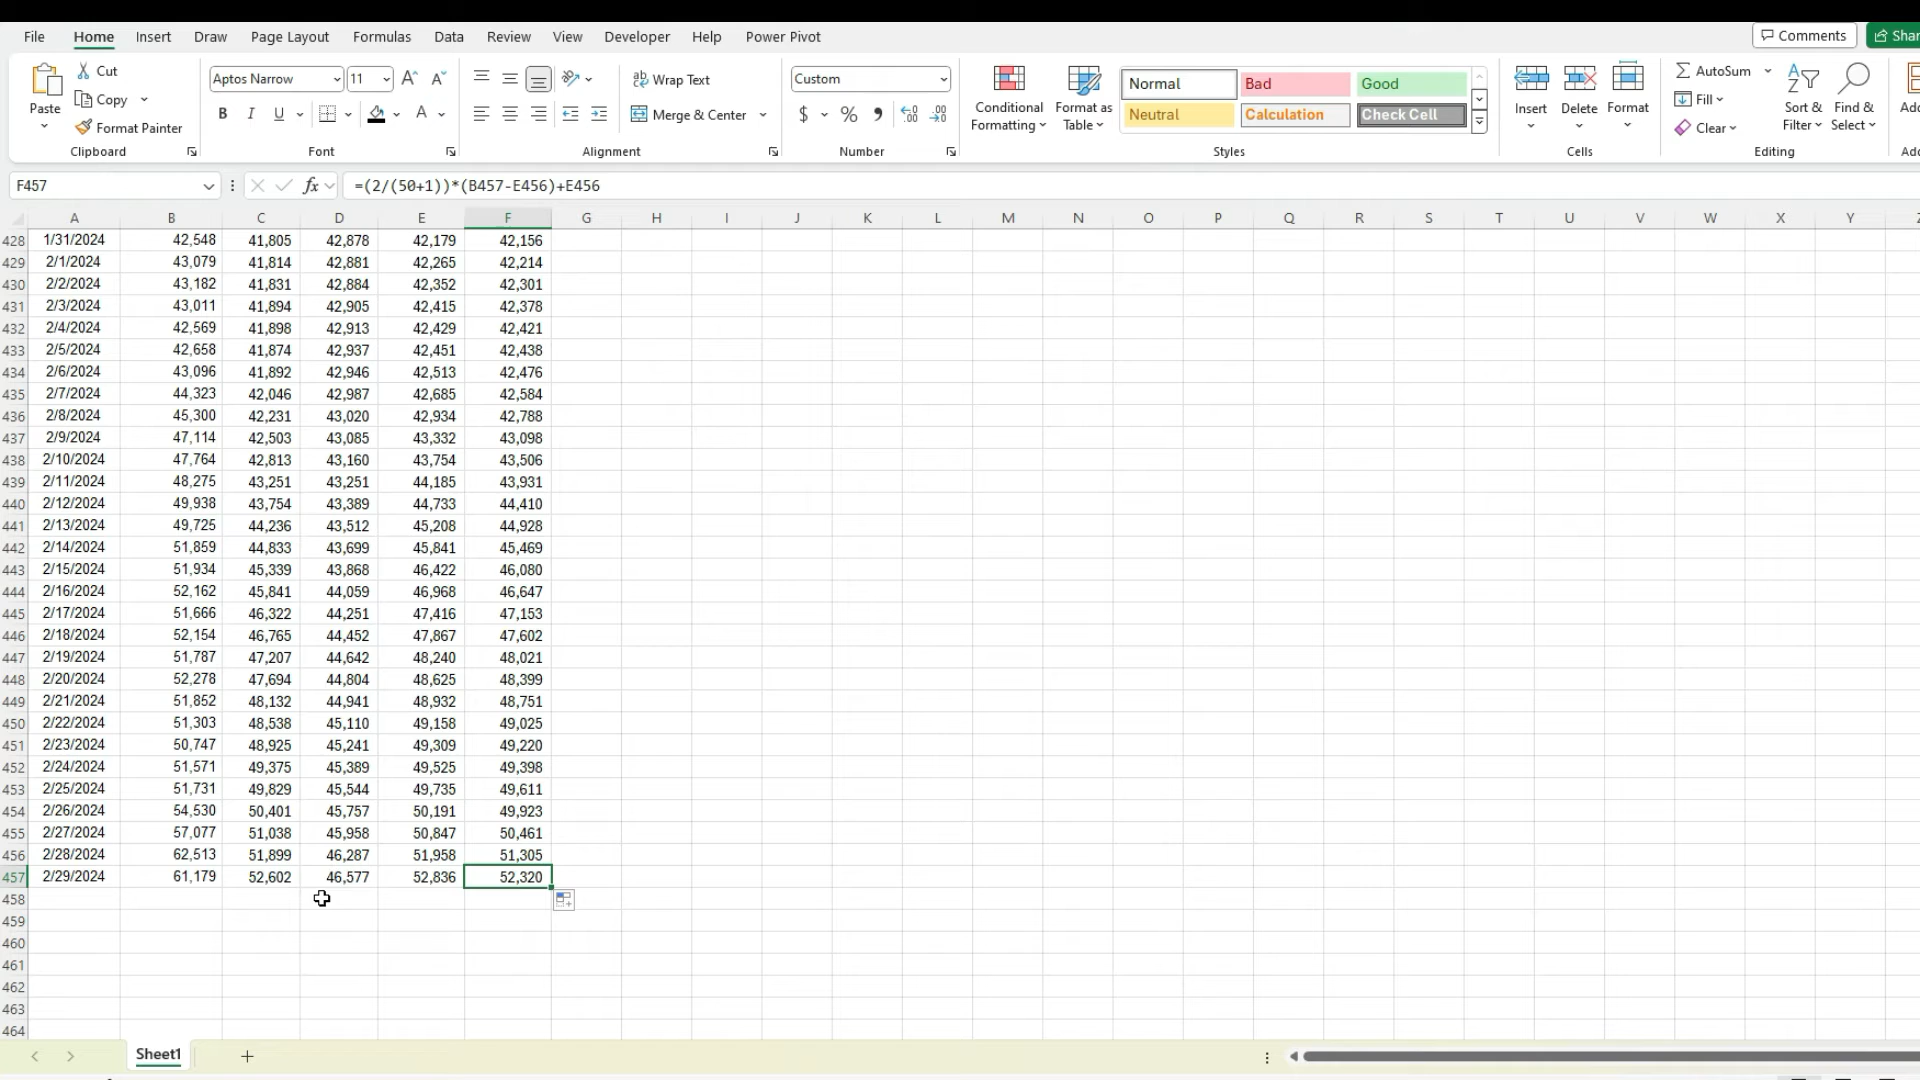 File Home Insert Draw Page Layout Formulas Data Review View Developer Help Power Pivot Comments
Paste Cut Copy Format Painter Clipboard
Aptos Narrow 11 B I U Font
Wrap Text Merge & Center Alignment
Custom $ % Number
Conditional Formatting Format as Table
Normal Bad Good
Neutral Calculation Check Cell
Styles
Insert Delete Format Cells
AutoSum Fill Clear Sort & Filter Find & Select Editing
F457 fx =(2/(50+1))*(B457-E456)+E456
A B C D E F G H I J K L M N O P Q R S T U V W X Y
428 1/31/2024 42,548 41,805 42,878 42,179 42,156
429 2/1/2024 43,079 41,814 42,881 42,265 42,214
430 2/2/2024 43,182 41,831 42,884 42,352 42,301
431 2/3/2024 43,011 41,894 42,905 42,415 42,378
432 2/4/2024 42,569 41,898 42,913 42,429 42,421
433 2/5/2024 42,658 41,874 42,937 42,451 42,438
434 2/6/2024 43,096 41,892 42,946 42,513 42,476
435 2/7/2024 44,323 42,046 42,987 42,685 42,584
436 2/8/2024 45,300 42,231 43,020 42,934 42,788
437 2/9/2024 47,114 42,503 43,085 43,332 43,098
438 2/10/2024 47,764 42,813 43,160 43,754 43,506
439 2/11/2024 48,275 43,251 43,251 44,185 43,931
440 2/12/2024 49,938 43,754 43,389 44,733 44,410
441 2/13/2024 49,725 44,236 43,512 45,208 44,928
442 2/14/2024 51,859 44,833 43,699 45,841 45,469
443 2/15/2024 51,934 45,339 43,868 46,422 46,080
444 2/16/2024 52,162 45,841 44,059 46,968 46,647
445 2/17/2024 51,666 46,322 44,251 47,416 47,153
446 2/18/2024 52,154 46,765 44,452 47,867 47,602
447 2/19/2024 51,787 47,207 44,642 48,240 48,021
448 2/20/2024 52,278 47,694 44,804 48,625 48,399
449 2/21/2024 51,852 48,132 44,941 48,932 48,751
450 2/22/2024 51,303 48,538 45,110 49,158 49,025
451 2/23/2024 50,747 48,925 45,241 49,309 49,220
452 2/24/2024 51,571 49,375 45,389 49,525 49,398
453 2/25/2024 51,731 49,829 45,544 49,735 49,611
454 2/26/2024 54,530 50,401 45,757 50,191 49,923
455 2/27/2024 57,077 51,038 45,958 50,847 50,461
456 2/28/2024 62,513 51,899 46,287 51,958 51,305
457 2/29/2024 61,179 52,602 46,577 52,836 52,320
458
459
460
461
462
463
464
Sheet1